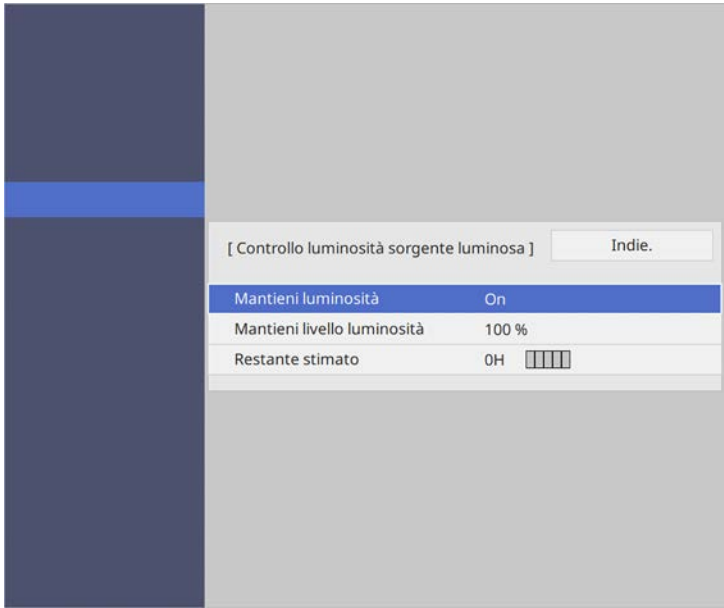 [ Controllo luminosità sorgente luminosa ] Indie.
Mantieni luminosità On
Mantieni livello luminosità 100 %
Restante stimato 0H